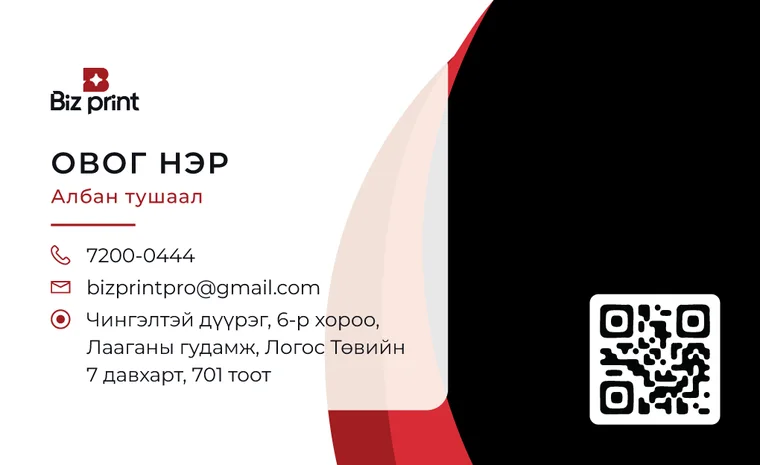 Biz print
ОВОГ НЭР
Албан тушаал
7200-0444
bizprintpro@gmail.com
Чингэлтэй дүүрэг, 6-р хороо,
Лааганы гудамж, Логос Төвийн
7 давхарт, 701 тоот